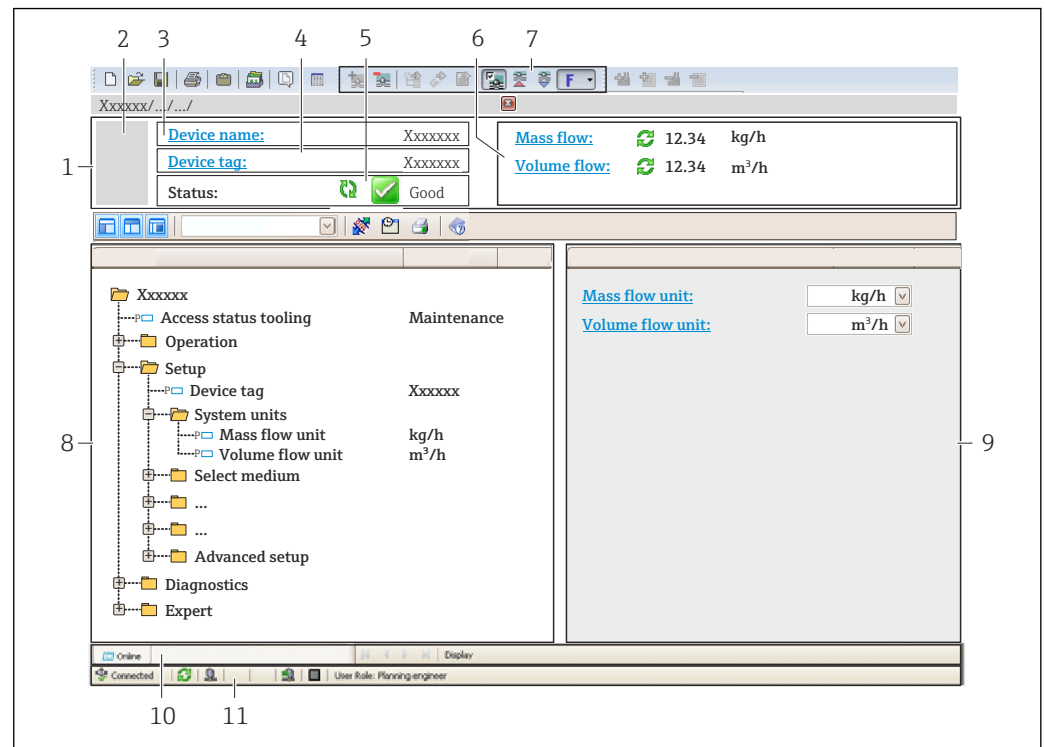 2 3 4 5 6 7
F
Xxxxxx/.../.../
1
Device name: Xxxxxxx
Device tag: Xxxxxxx
Status: Good
Mass flow: 12.34 kg/h
Volume flow: 12.34 m³/h
Xxxxxx
P Access status tooling Maintenance
Operation
Setup
P Device tag Xxxxxx
System units
P Mass flow unit kg/h
P Volume flow unit m³/h
Select medium
...
...
Advanced setup
Diagnostics
Expert
Mass flow unit: kg/h
Volume flow unit: m³/h
8
9
Online Display
Connected User Role: Planning engineer
10 11